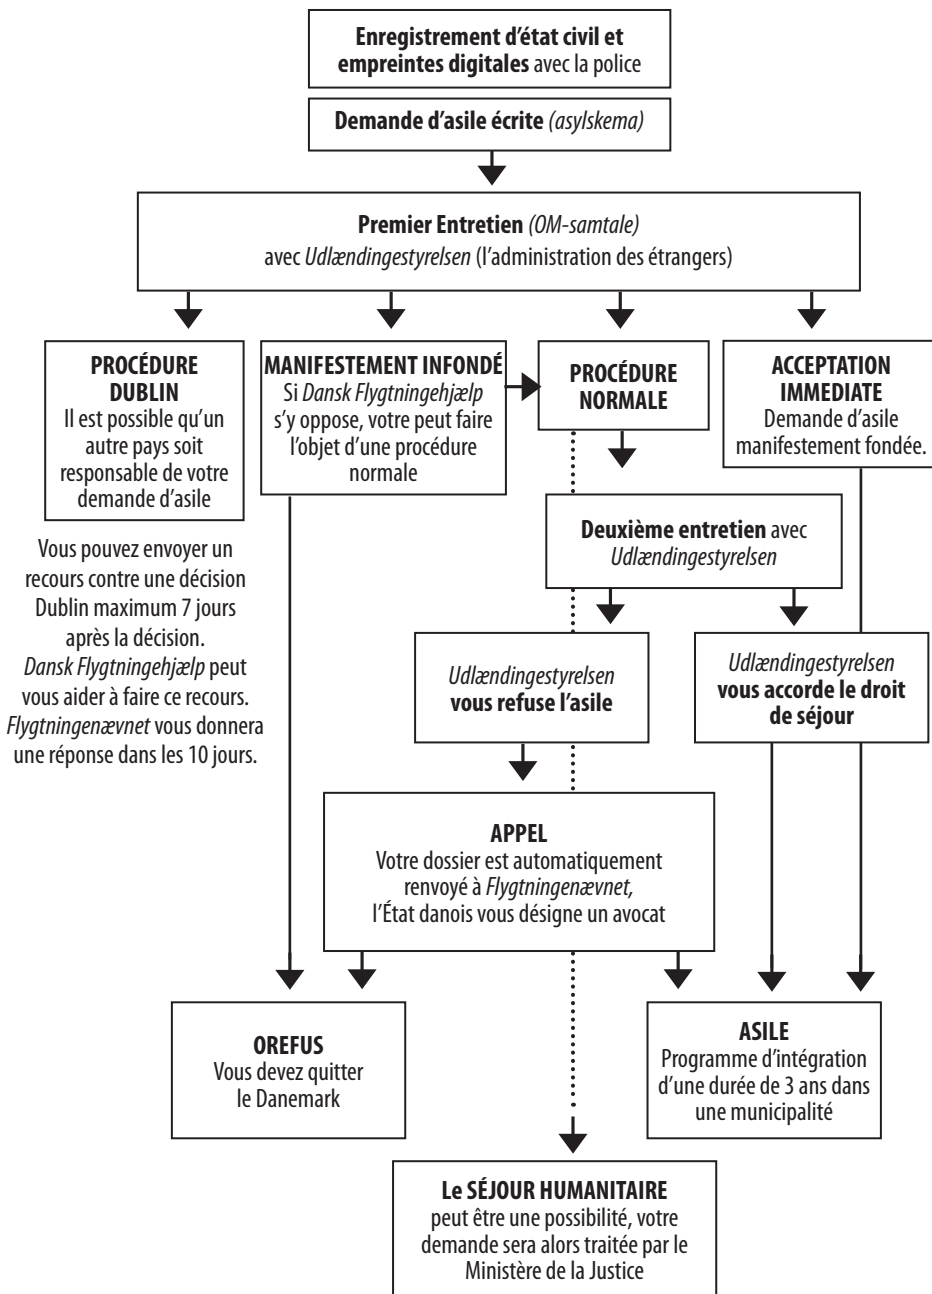 Enregistrement d'état civil et
empreintes digitales avec la police
Demande d'asile écrite (asylskema)
Premier Entretien (OM-samtale)
avec Udlændingestyrelsen (l'administration des étrangers)
PROCÉDURE
DUBLIN
Il est possible qu'un
autre pays soit
responsable de votre
demande d'asile
MANIFESTEMENT INFONDÉ
Si Dansk Flygtningehjælp
s'y oppose, votre peut faire
l'objet d'une procédure
normale
PROCÉDURE
NORMALE
ACCEPTATION
IMMEDIATE
Demande d'asile
manifestement fondée.
Vous pouvez envoyer un
recours contre une décision
Dublin maximum 7 jours
après la décision.
Dansk Flygtningehjælp peut
vous aider à faire ce recours.
Flygtningenævnet vous donnera
une réponse dans les 10 jours.
Deuxième entretien avec
Udlændingestyrelsen
Udlændingestyrelsen
vous refuse l'asile
Udlændingestyrelsen
vous accorde le droit
de séjour
APPEL
Votre dossier est automatiquement
renvoyé à Flygtningenævnet,
l'État danois vous désigne un avocat
OREFUS
Vous devez quitter
le Danemark
ASILE
Programme d'intégration
d'une durée de 3 ans dans
une municipalité
Le SÉJOUR HUMANITAIRE
peut être une possibilité, votre
demande sera alors traitée par le
Ministère de la Justice